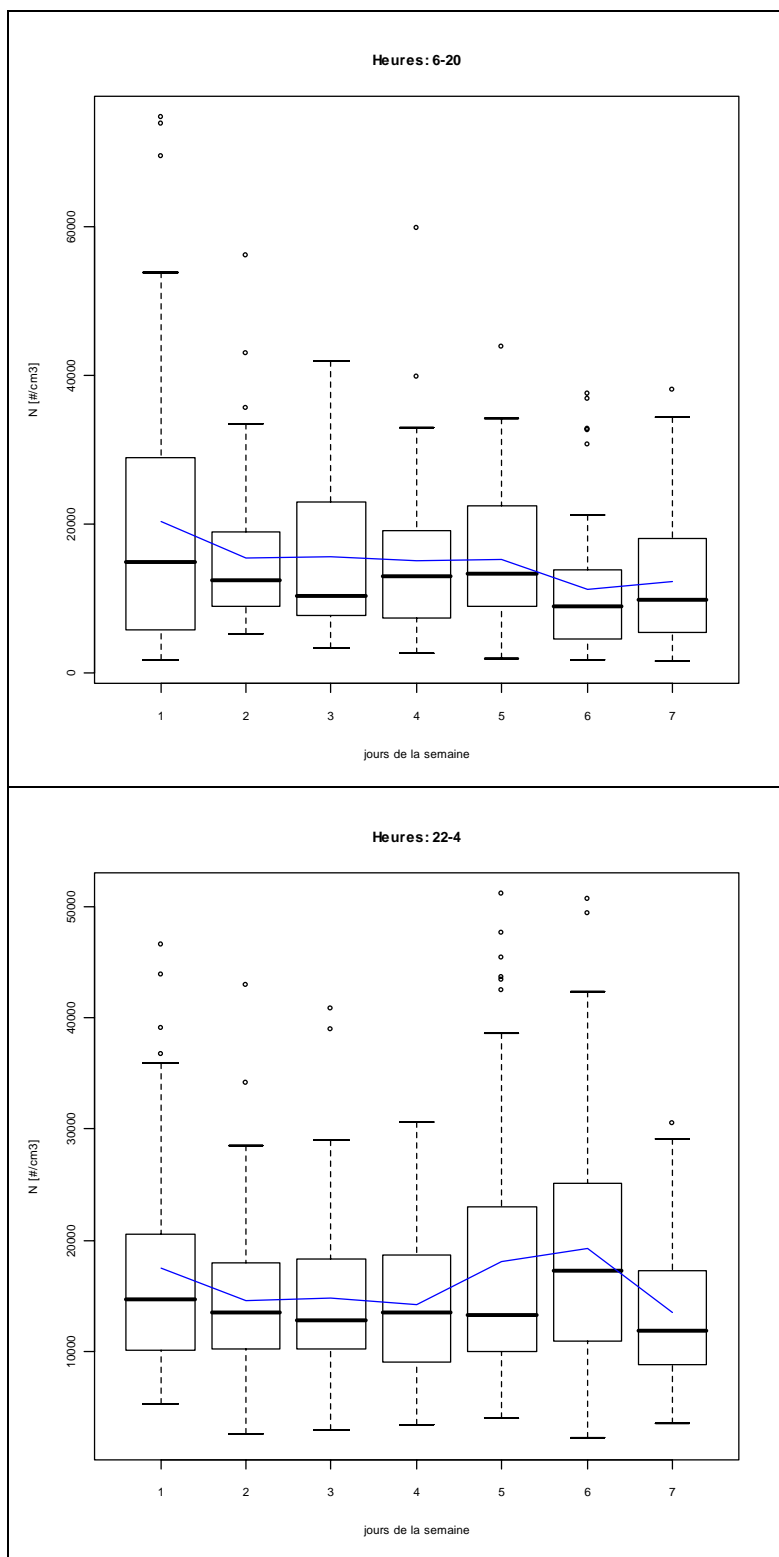 Heures: 6-20
N [#/cm3]
60000
40000
20000
0
1 2 3 4 5 6 7
jours de la semaine
Heures: 22-4
N [#/cm3]
50000
40000
30000
20000
10000
1 2 3 4 5 6 7
jours de la semaine